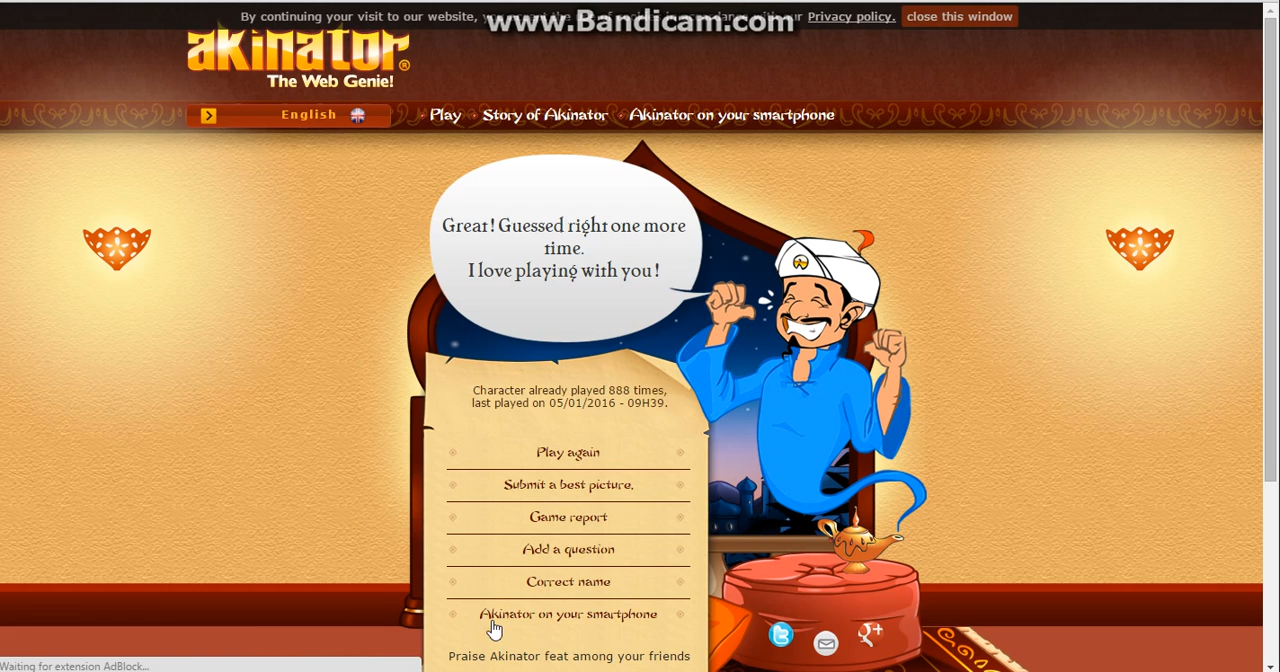 By continuing your visit to our website, Privacy policy. close this window
www.Bandicam.com
akinator®
The Web Genie!
English
Play Story of Akinator Akinator on your smartphone
Great! Guessed right one more
time.
I love playing with you!
Character already played 888 times,
last played on 05/01/2016 - 09H39.
Play again
Submit a best picture.
Game report
Add a question
Correct name
Akinator on your smartphone
Praise Akinator feat among your friends
Waiting for extension AdBlock...